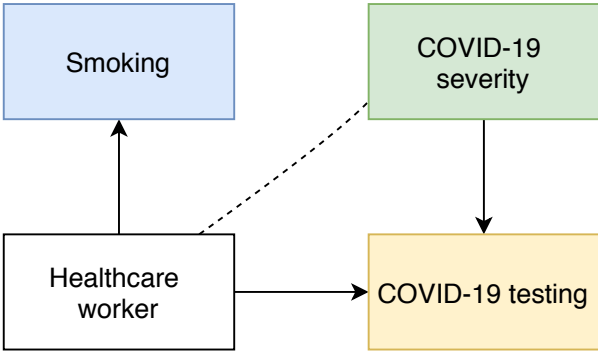 Smoking
COVID-19
severity
Healthcare
worker
COVID-19 testing